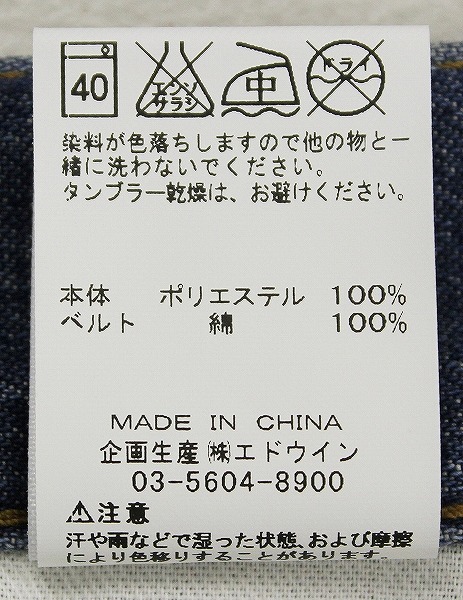 40
エンソ
サラシ
中
ドライ
染料が色落ちしますので他の物と一
緒に洗わないでください。
タンブラー乾燥は、お避けください。
本体 ポリエステル 100%
ベルト 綿 100%
MADE IN CHINA
企画生産㈱エドウイン
03-5604-8900
⚠注意
汗や雨などで湿った状態、および摩擦
により色移りすることがあります。